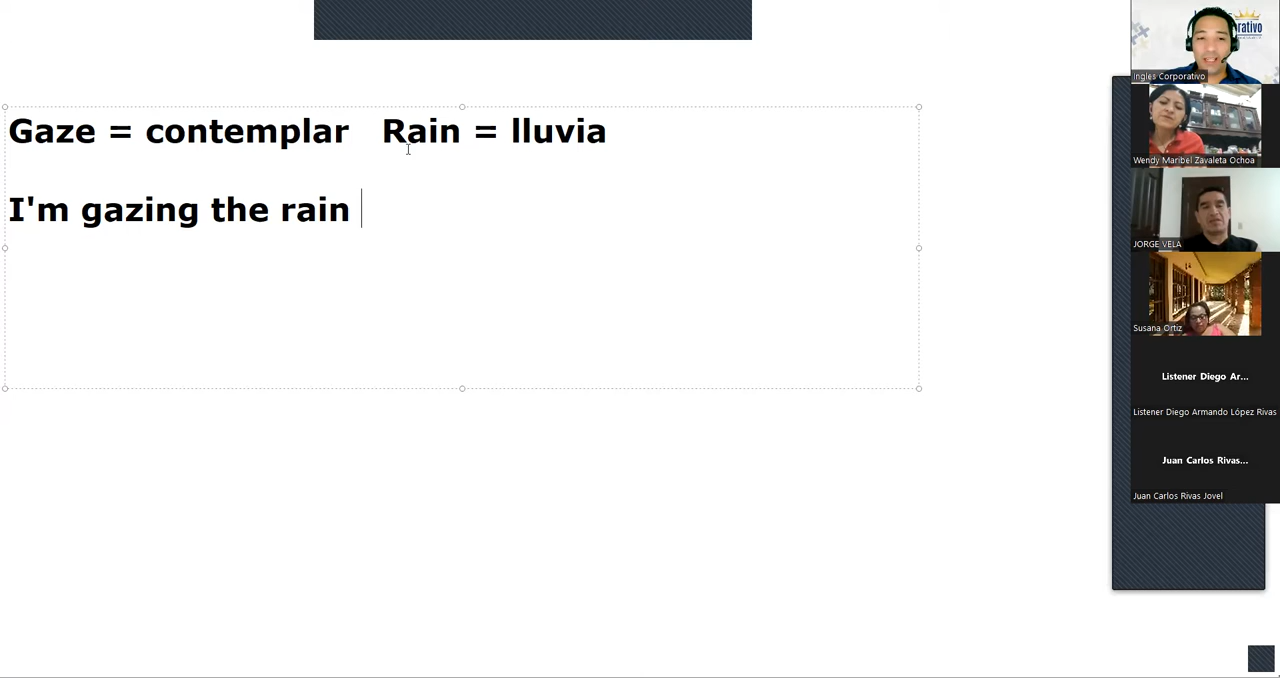 Gaze = contemplar   Rain = lluvia
I'm gazing the rain
Ingles Corporativo
Wendy Maribel Zavaleta Ochoa
JORGE VELA
Susana Ortiz
Listener Diego Ar...
Listener Diego Armando López Rivas
Juan Carlos Rivas...
Juan Carlos Rivas Jovel